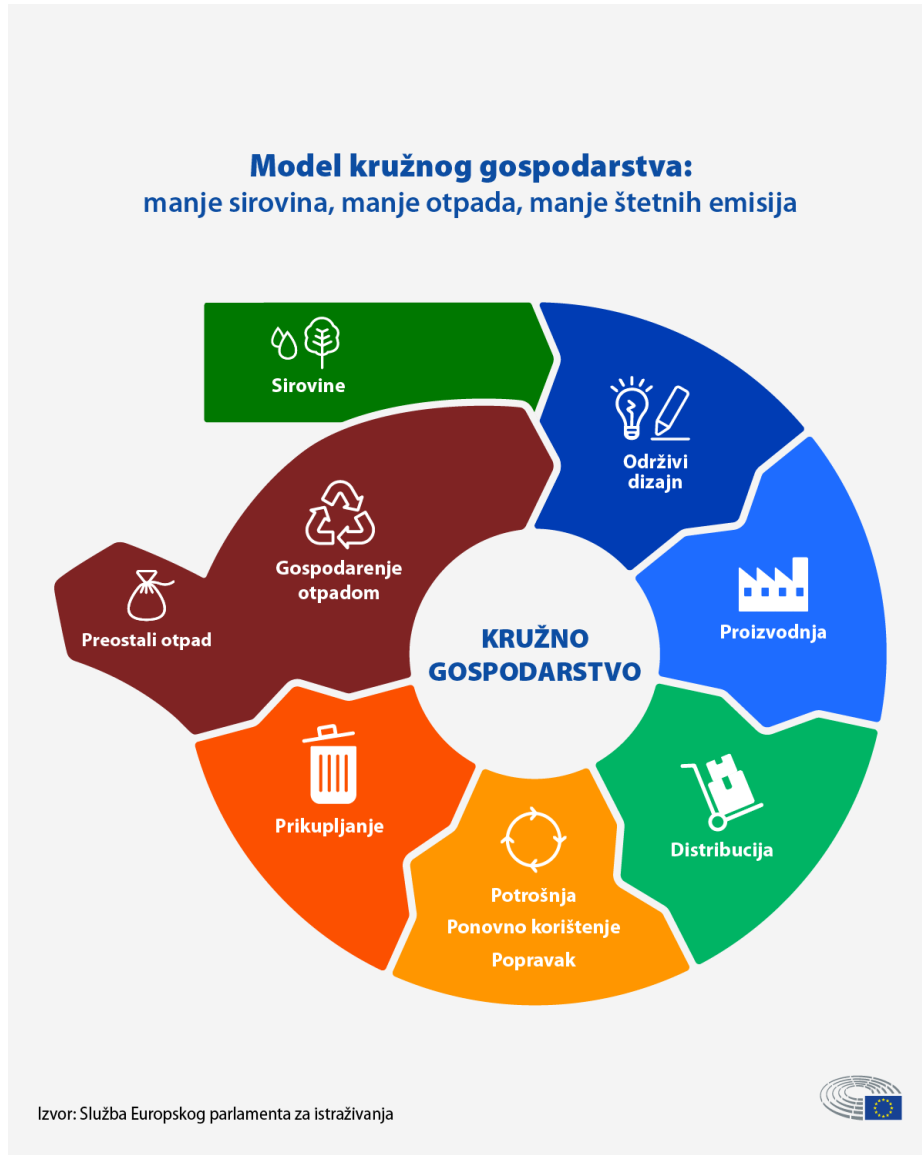 Model kružnog gospodarstva:
manje sirovina, manje otpada, manje štetnih emisija
Sirovine
Održivi
dizajn
Proizvodnja
Distribucija
Potrošnja
Ponovno korištenje
Popravak
Prikupljanje
Gospodarenje
otpadom
Preostali otpad
KRUŽNO
GOSPODARSTVO
Izvor: Služba Europskog parlamenta za istraživanja